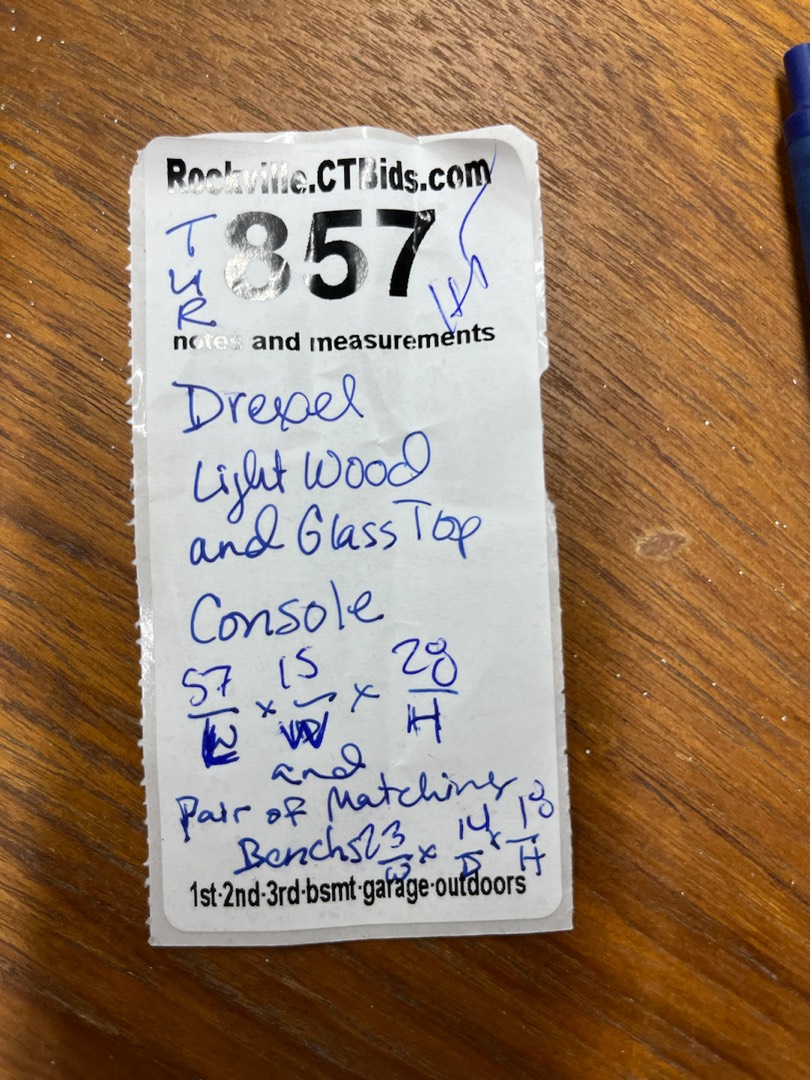 Rockville.CTBids.com
TUR 857
notes and measurements
Drexel
Light Wood
and Glass Top
Console
57 x 15 x 28
W H
and
Pair of Matching
Benchs 23 x 14 x 18
W D H
1st·2nd·3rd·bsmt·garage·outdoors